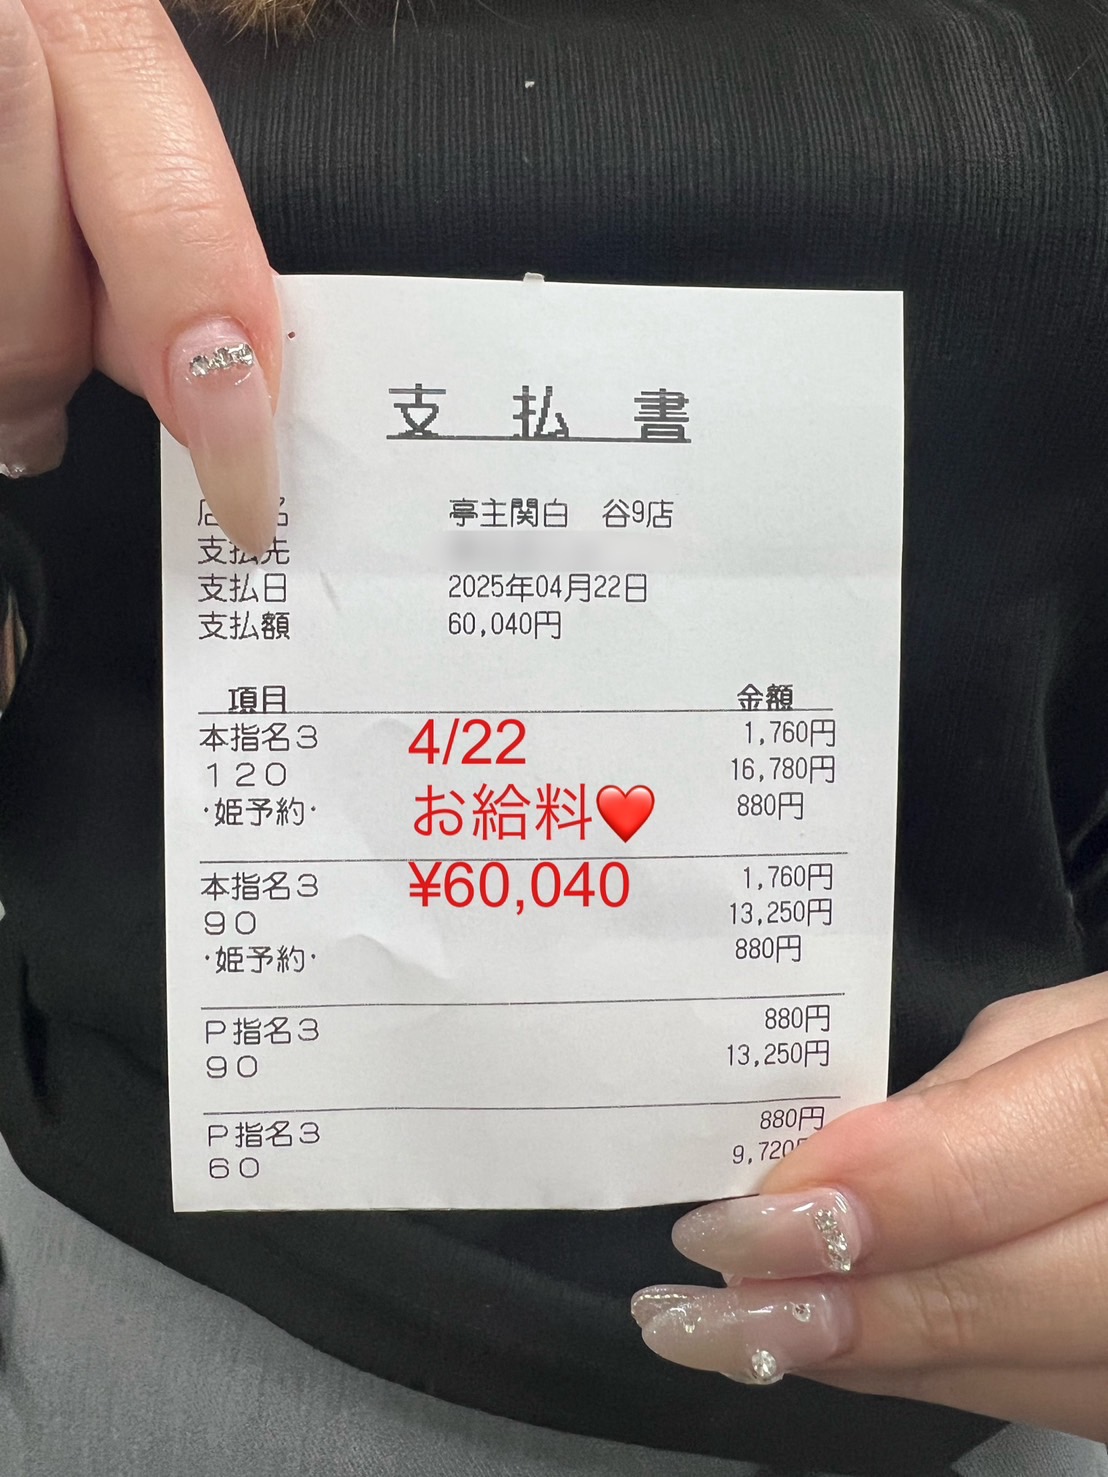 支払書
店 名 亭主関白 谷9店
支払先
支払日 2025年04月22日
支払額 60,040円
項目 金額
本指名3 1,760円
120 16,780円
･姫予約･ 880円
4/22
お給料❤️
¥60,040
本指名3 1,760円
90 13,250円
･姫予約･ 880円
P指名3 880円
90 13,250円
P指名3 880円
60 9,720円